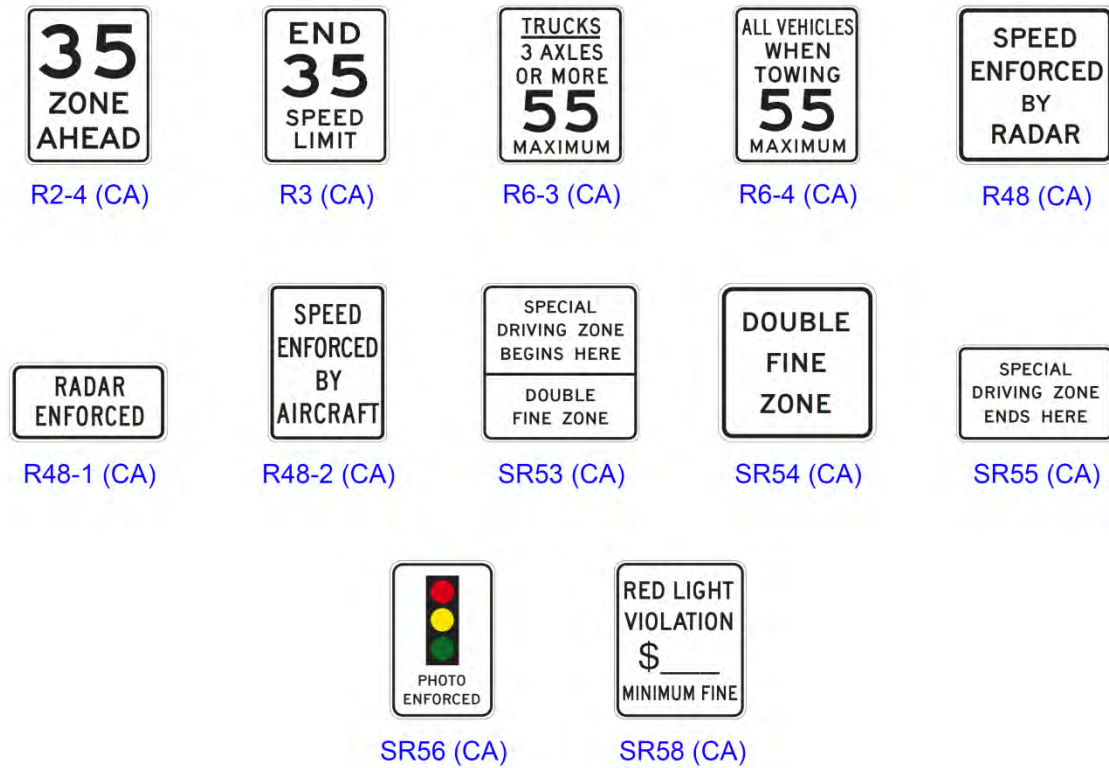 35
ZONE
AHEAD
R2-4 (CA)
END
35
SPEED
LIMIT
R3 (CA)
TRUCKS
3 AXLES
OR MORE
55
MAXIMUM
R6-3 (CA)
ALL VEHICLES
WHEN
TOWING
55
MAXIMUM
R6-4 (CA)
SPEED
ENFORCED
BY
RADAR
R48 (CA)
RADAR
ENFORCED
R48-1 (CA)
SPEED
ENFORCED
BY
AIRCRAFT
R48-2 (CA)
SPECIAL
DRIVING ZONE
BEGINS HERE
DOUBLE
FINE ZONE
SR53 (CA)
DOUBLE
FINE
ZONE
SR54 (CA)
SPECIAL
DRIVING ZONE
ENDS HERE
SR55 (CA)
PHOTO
ENFORCED
SR56 (CA)
RED LIGHT
VIOLATION
$___
MINIMUM FINE
SR58 (CA)